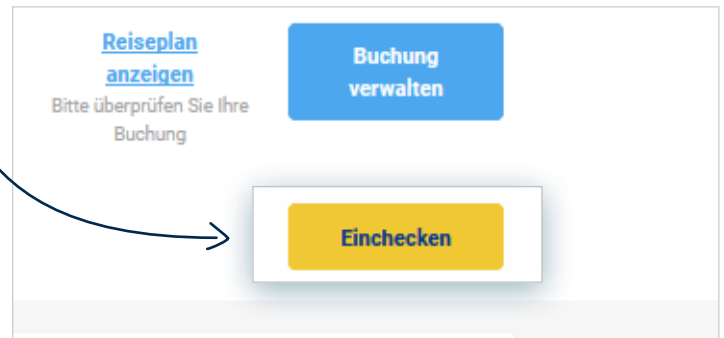 Reiseplan
anzeigen
Bitte überprüfen Sie Ihre
Buchung
Buchung
verwalten
Einchecken